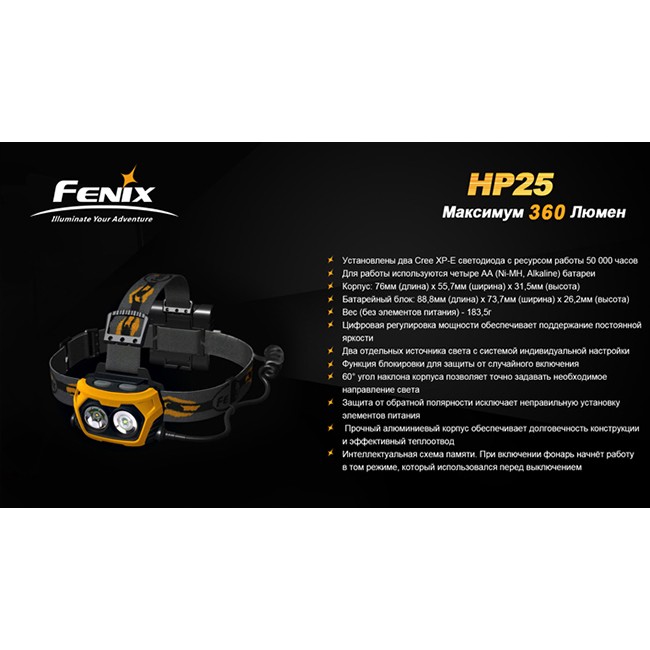 FENIX
Illuminate Your Adventure
HP25
Максимум 360 Люмен
Установлены два Cree XP-E светодиода с ресурсом работы 50 000 часов
Для работы используются четыре АА (Ni-MH, Alkaline) батареи
Корпус: 76мм (длина) х 55,7мм (ширина) х 31,5мм (высота)
Батарейный блок: 88,8мм (длина) х 73,7мм (ширина) х 26,2мм (высота)
Вес (без элементов питания) - 183,5г
Цифровая регулировка мощности обеспечивает поддержание постоянной
яркости
Два отдельных источника света с системой индивидуальной настройки
Функция блокировки для защиты от случайного включения
60° угол наклона корпуса позволяет точно задавать необходимое
направление света
Защита от обратной полярности исключает неправильную установку
элементов питания
Прочный алюминиевый корпус обеспечивает долговечность конструкции
и эффективный теплоотвод
Интеллектуальная схема памяти. При включении фонарь начнёт работу
в том режиме, который использовался перед выключением
FENIX